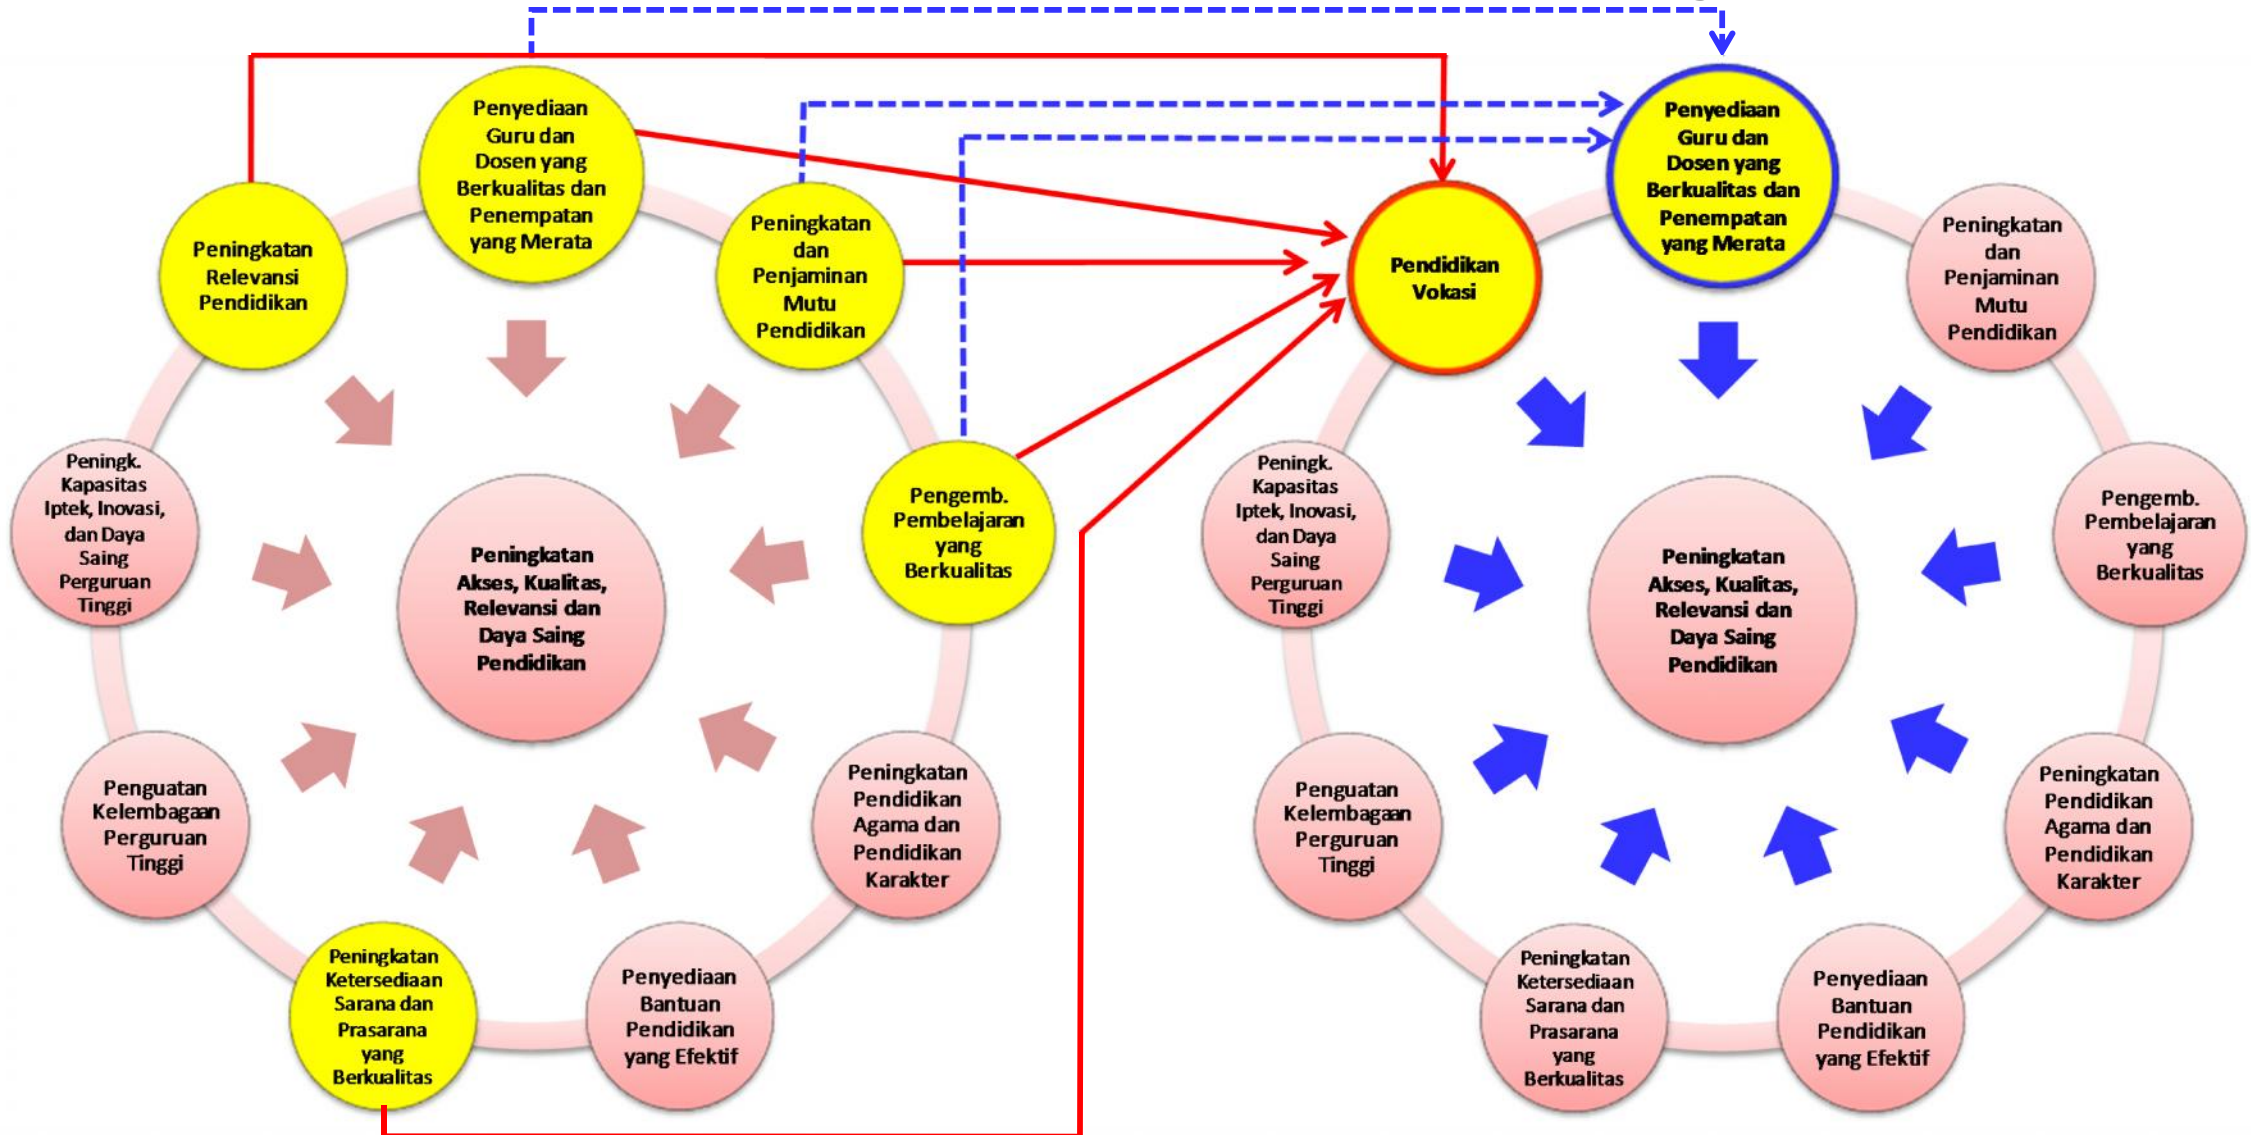 Penyediaan
Guru dan
Dosen yang
Berkualitas dan
Penempatan
yang Merata
Peningkatan
dan
Penjaminan
Mutu
Pendidikan
Pengemb.
Pembelajaran
yang
Berkualitas
Peningkatan
Pendidikan
Agama dan
Pendidikan
Karakter
Penyediaan
Bantuan
Pendidikan
yang Efektif
Peningkatan
Ketersediaan
Sarana dan
Prasarana
yang
Berkualitas
Penguatan
Kelembagaan
Perguruan
Tinggi
Peningk.
Kapasitas
Iptek, Inovasi,
dan Daya
Saing
Perguruan
Tinggi
Peningkatan
Relevansi
Pendidikan
Peningkatan
Akses, Kualitas,
Relevansi dan
Daya Saing
Pendidikan
Penyediaan
Guru dan
Dosen yang
Berkualitas dan
Penempatan
yang Merata
Peningkatan
dan
Penjaminan
Mutu
Pendidikan
Pengemb.
Pembelajaran
yang
Berkualitas
Peningkatan
Pendidikan
Agama dan
Pendidikan
Karakter
Penyediaan
Bantuan
Pendidikan
yang Efektif
Peningkatan
Ketersediaan
Sarana dan
Prasarana
yang
Berkualitas
Penguatan
Kelembagaan
Perguruan
Tinggi
Peningk.
Kapasitas
Iptek, Inovasi,
dan Daya
Saing
Perguruan
Tinggi
Pendidikan
Vokasi
Peningkatan
Akses, Kualitas,
Relevansi dan
Daya Saing
Pendidikan